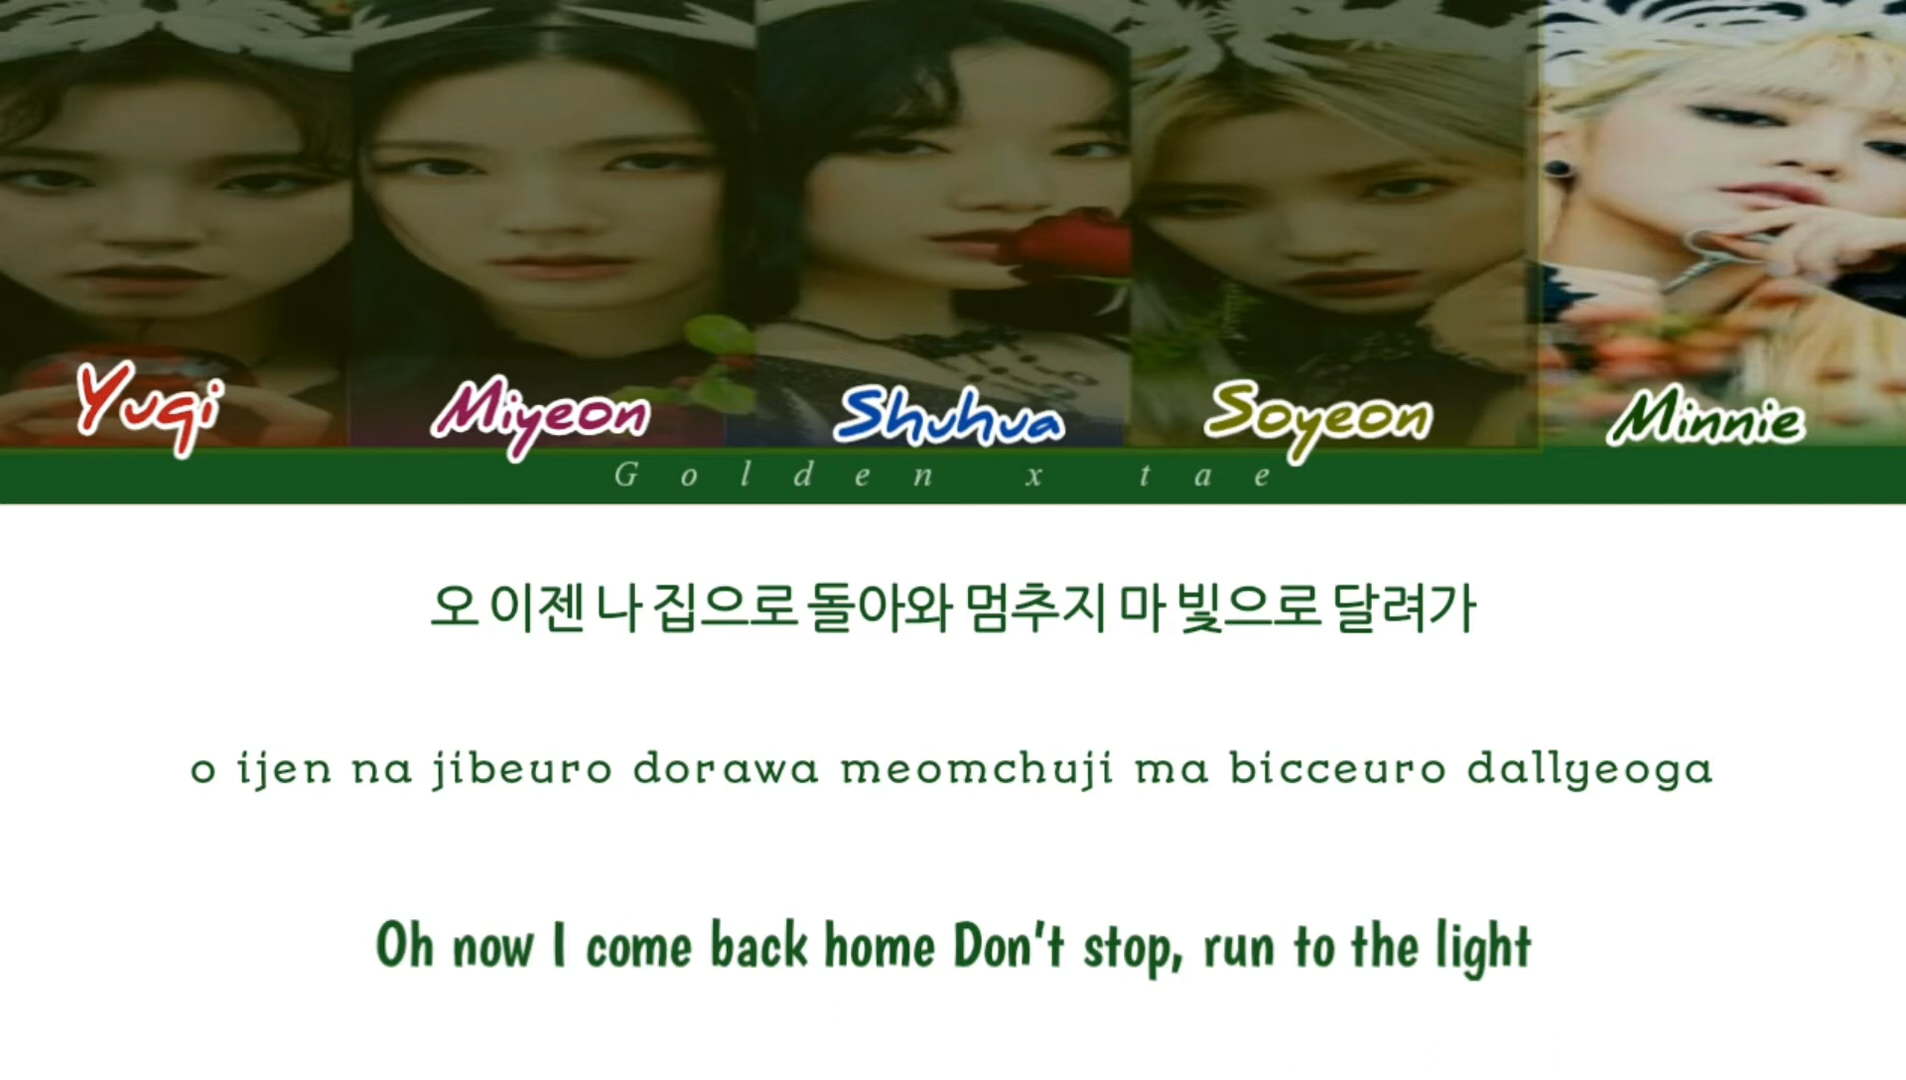 Yuqi Miyeon Shuhua Soyeon Minnie
Golden x tae
오 이젠 나 집으로 돌아와 멈추지 마 빛으로 달려가
o ijen na jibeuro dorawa meomchuji ma bicceuro dallyeoga
Oh now I come back home Don't stop, run to the light